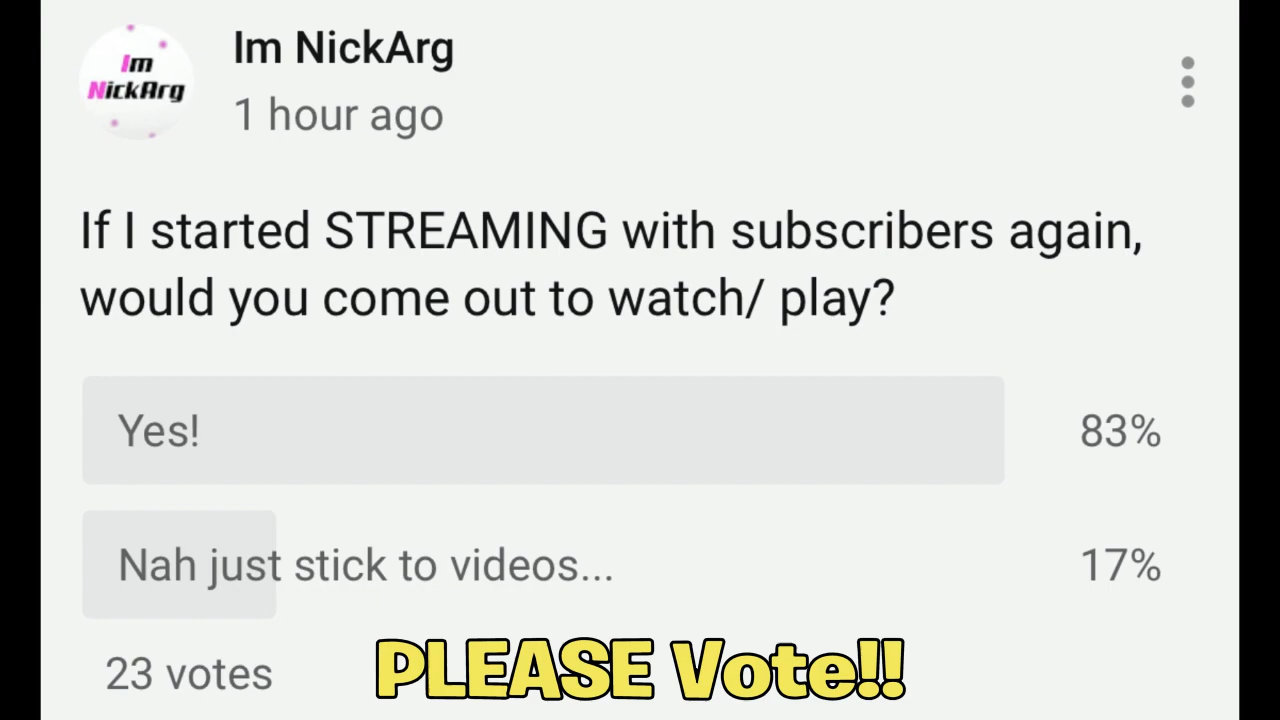 Im
NickArg
Im NickArg
1 hour ago
If I started STREAMING with subscribers again,
would you come out to watch/ play?
Yes!
83%
Nah just stick to videos...
17%
23 votes
PLEASE Vote!!